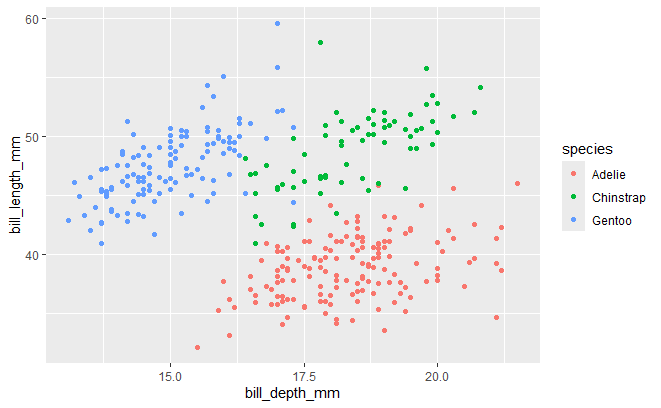 60
50
40
bill_length_mm
15.0
17.5
20.0
bill_depth_mm
species
Adelie
Chinstrap
Gentoo